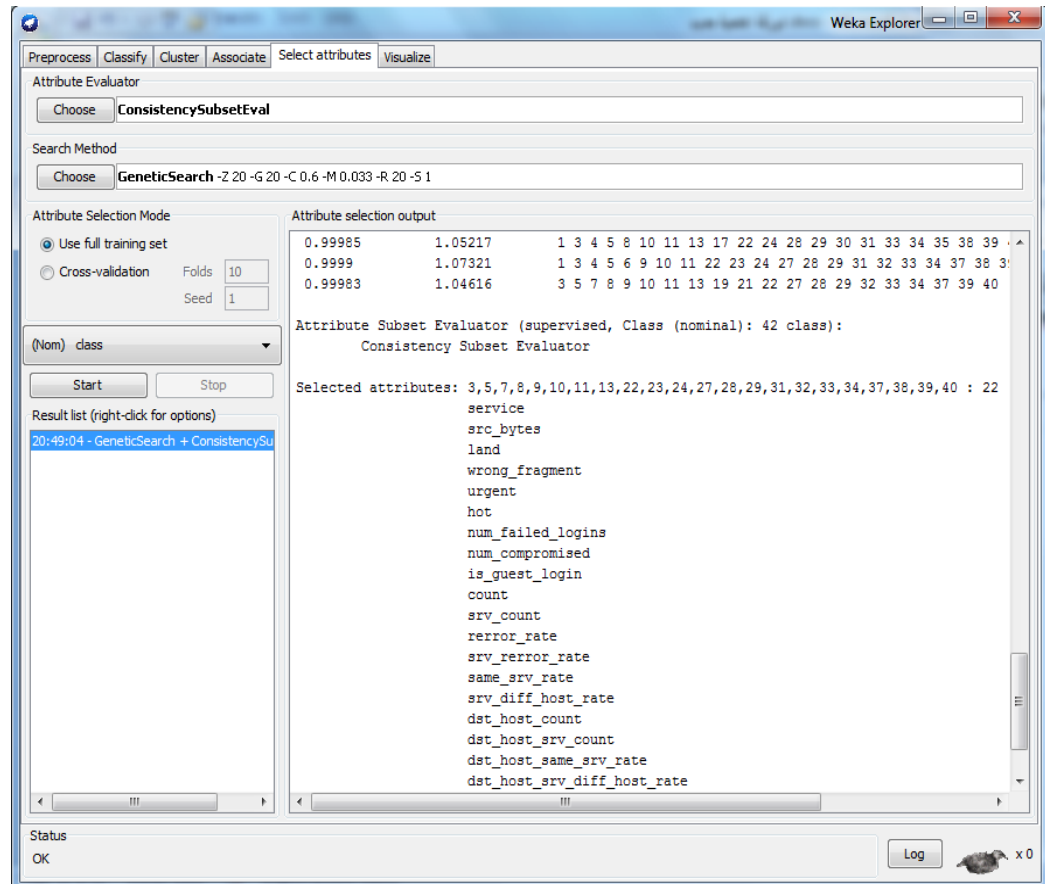 Weka Explorer
Preprocess Classify Cluster Associate Select attributes Visualize
Attribute Evaluator
Choose ConsistencySubsetEval
Search Method
Choose GeneticSearch -Z 20 -G 20 -C 0.6 -M 0.033 -R 20 -S 1
Attribute Selection Mode
Use full training set
Cross-validation Folds 10
Seed 1
(Nom) class
Start Stop
Result list (right-click for options)
20:49:04 - GeneticSearch + ConsistencySu
Attribute selection output
0.99985 1.05217 1 3 4 5 8 10 11 13 17 22 24 28 29 30 31 33 34 35 38 39
0.9999 1.07321 1 3 4 5 6 9 10 11 22 23 24 27 28 29 31 32 33 34 37 38
0.99983 1.04616 3 5 7 8 9 10 11 13 19 21 22 27 28 29 32 33 34 37 39 40
Attribute Subset Evaluator (supervised, Class (nominal): 42 class):
Consistency Subset Evaluator
Selected attributes: 3,5,7,8,9,10,11,13,22,23,24,27,28,29,31,32,33,34,37,38,39,40 : 22
service
src_bytes
land
wrong_fragment
urgent
hot
num_failed_logins
num_compromised
is_guest_login
count
srv_count
rerror_rate
srv_rerror_rate
same_srv_rate
srv_diff_host_rate
dst_host_count
dst_host_srv_count
dst_host_same_srv_rate
dst_host_srv_diff_host_rate
Status
OK
Log x 0